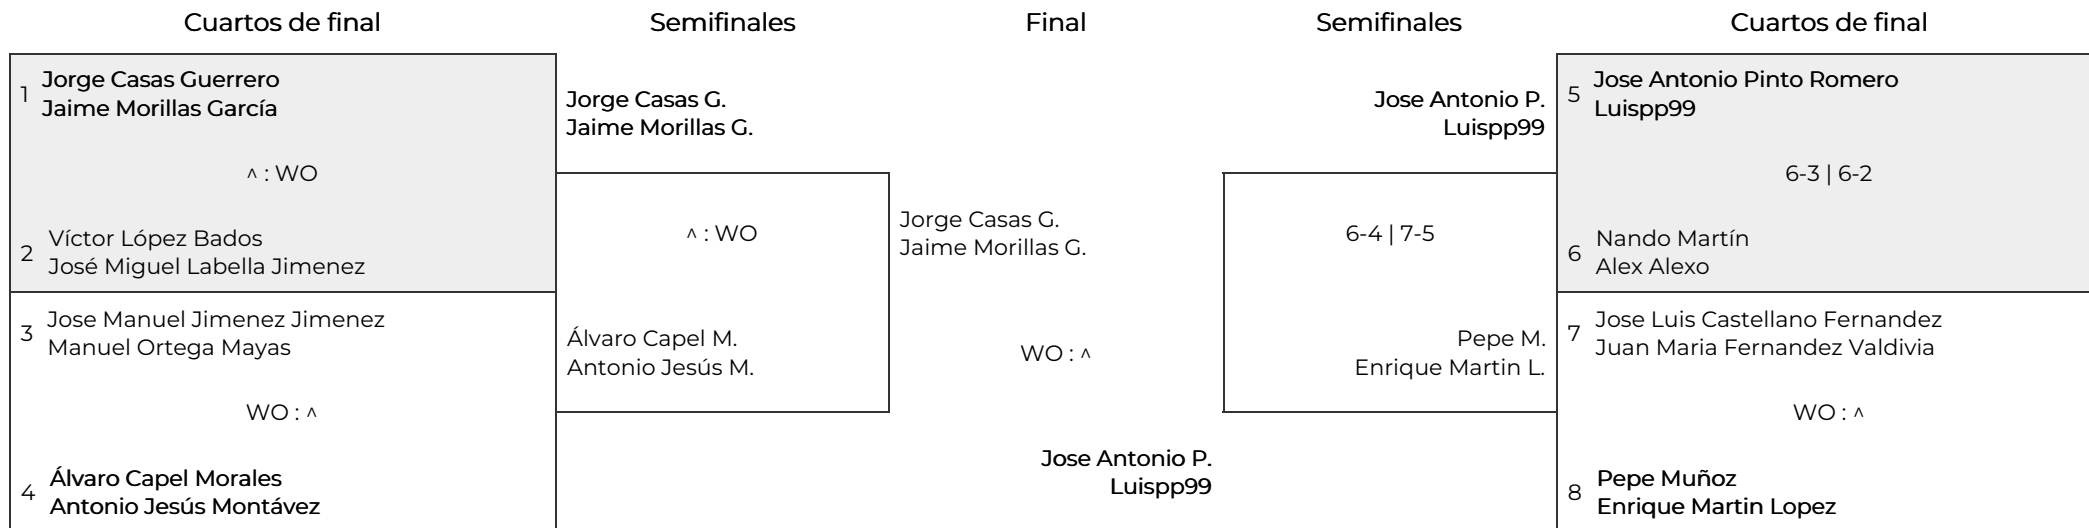 Cuartos de final
Semifinales
Final
Semifinales
Cuartos de final
1
Jorge Casas Guerrero
Jaime Morillas García
^ : WO
2
Víctor López Bados
José Miguel Labella Jimenez
3
Jose Manuel Jimenez Jimenez
Manuel Ortega Mayas
WO : ^
4
Álvaro Capel Morales
Antonio Jesús Montávez
Jorge Casas G.
Jaime Morillas G.
^ : WO
Álvaro Capel M.
Antonio Jesús M.
Jorge Casas G.
Jaime Morillas G.
WO : ^
Jose Antonio P.
Luispp99
Jose Antonio P.
Luispp99
6-4 | 7-5
Pepe M.
Enrique Martin L.
5
Jose Antonio Pinto Romero
Luispp99
6-3 | 6-2
6
Nando Martín
Alex Alexo
7
Jose Luis Castellano Fernandez
Juan Maria Fernandez Valdivia
WO : ^
8
Pepe Muñoz
Enrique Martin Lopez